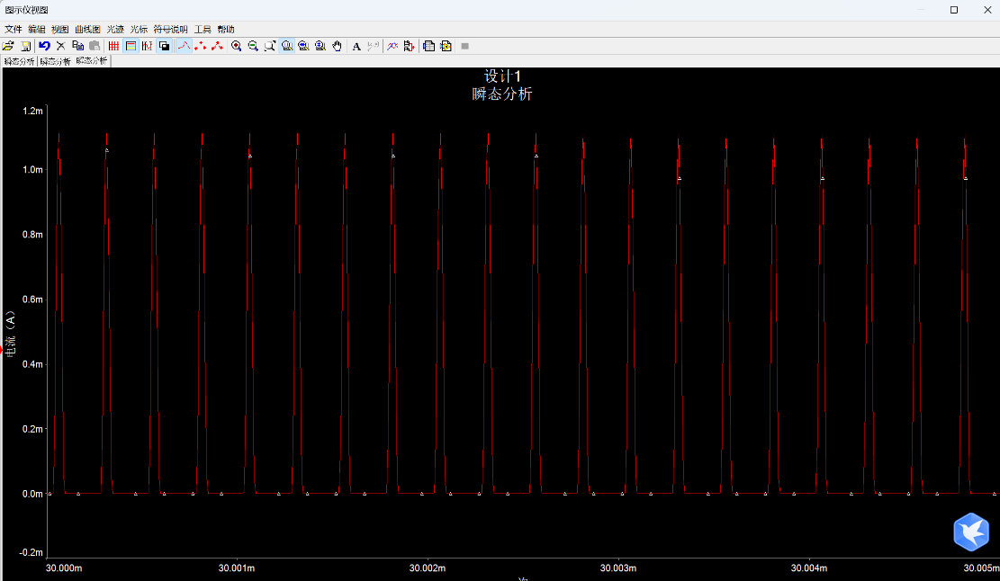 图示仪视图
文件 编辑 视图 曲线图 光迹 光标 符号说明 工具 帮助
A
瞬态分析 瞬态分析 瞬态分析
设计1
瞬态分析
1.2m
1.0m
0.8m
0.6m
0.4m
0.2m
0.0m
-0.2m
电流（A）
30.000m 30.001m 30.002m 30.003m 30.004m 30.005m